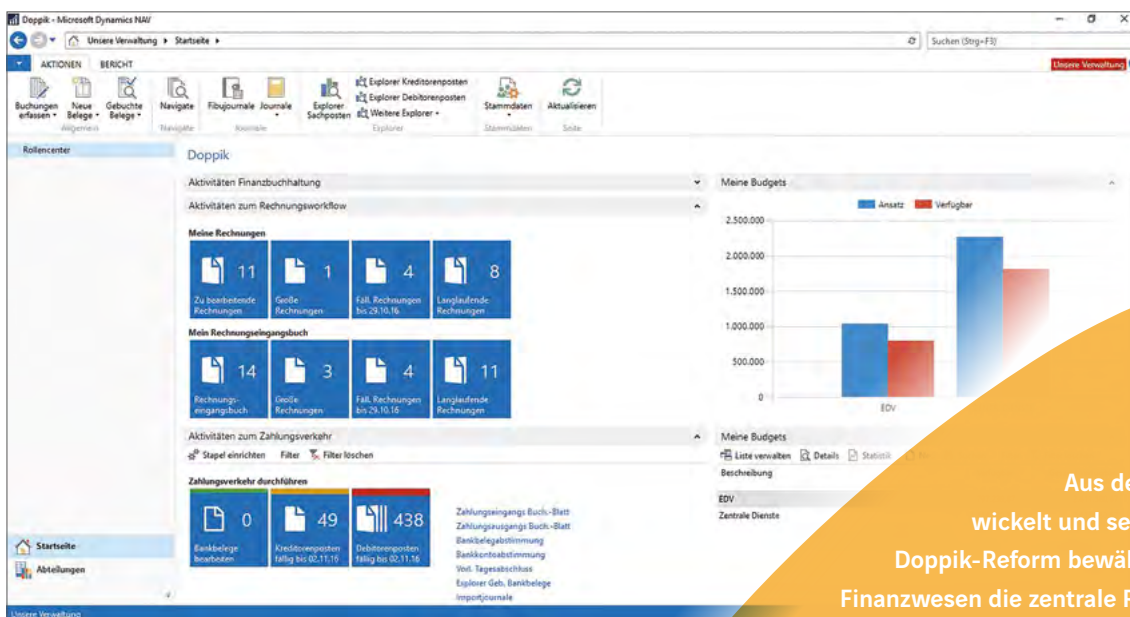 Doppik - Microsoft Dynamics NAV
Unsere Verwaltung Startseite
Suchen (Strg+F3)
AKTIONEN BERICHT
Unsere Verwaltung
Buchungen erfassen
Neue Belege
Gebuchte Belege
Navigate
Fibujournale
Journale
Explorer Sachposten
Explorer Kreditorenposten
Explorer Debitorenposten
Weitere Explorer
Stammdaten
Aktualisieren
Allgemein
Navigate
Journale
Explorer
Stammdaten
Seite
Rollencenter
Doppik
Aktivitäten Finanzbuchhaltung
Aktivitäten zum Rechnungsworkflow
Meine Rechnungen
11
Zu bearbeitende
Rechnungen
1
Große
Rechnungen
4
Fäll. Rechnungen
bis 29.10.16
8
Langlaufende
Rechnungen
Mein Rechnungseingangsbuch
14
Rechnungs-
eingangsbuch
3
Große
Rechnungen
4
Fäll. Rechnungen
bis 29.10.16
11
Langlaufende
Rechnungen
Aktivitäten zum Zahlungsverkehr
Stapel einrichten Filter Filter löschen
Zahlungsverkehr durchführen
0
Bankbelege
bearbeiten
49
Kreditorenposten
fällig bis 02.11.16
438
Debitorenposten
fällig bis 02.11.16
Zahlungseingangs Buch.-Blatt
Zahlungsausgangs Buch.-Blatt
Bankbelegabstimmung
Bankkontoabstimmung
Vorl. Tagesabschluss
Explorer Geb. Bankbelege
Importjournale
Startseite
Abteilungen
Unsere Verwaltung
Meine Budgets
Ansatz Verfügbar
2.500.000
2.000.000
1.500.000
1.000.000
500.000
0
EDV
Meine Budgets
Liste verwalten Details Statistik
Beschreibung
EDV
Zentrale Dienste
Aus de
wickelt und se
Doppik-Reform bewäh
Finanzwesen die zentrale